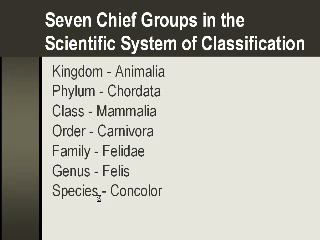 Seven Chief Groups in the
Scientific System of Classification
Kingdom - Animalia
Phylum - Chordata
Class - Mammalia
Order - Carnivora
Family - Felidae
Genus - Felis
Species - Concolor